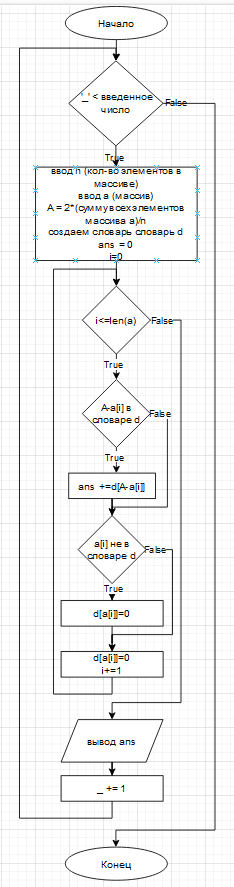 Начало
'_' < введенное
число
False
True
ввод n (кол-во элементов в
массиве)
ввод a (массив)
A = 2*(сумму всех элементов
массива a)/n
создаем словарь словарь d
ans = 0
i=0
i<=len(a)
False
True
A-a[i] в
словаре d
False
True
ans +=d[A-a[i]]
a[i] не в
словаре d
False
True
d[a[i]]=0
d[a[i]]=0
i+=1
вывод ans
_ += 1
Конец